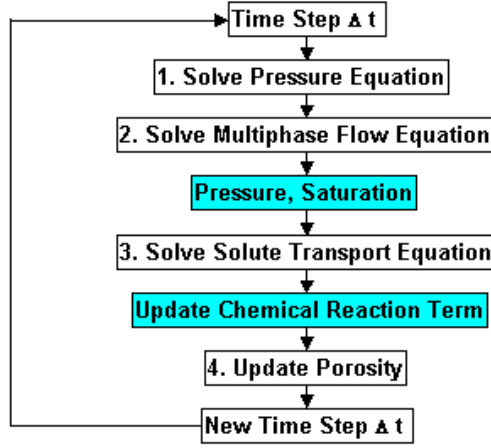 Time Step Δ t
1. Solve Pressure Equation
2. Solve Multiphase Flow Equation
Pressure, Saturation
3. Solve Solute Transport Equation
Update Chemical Reaction Term
4. Update Porosity
New Time Step Δ t